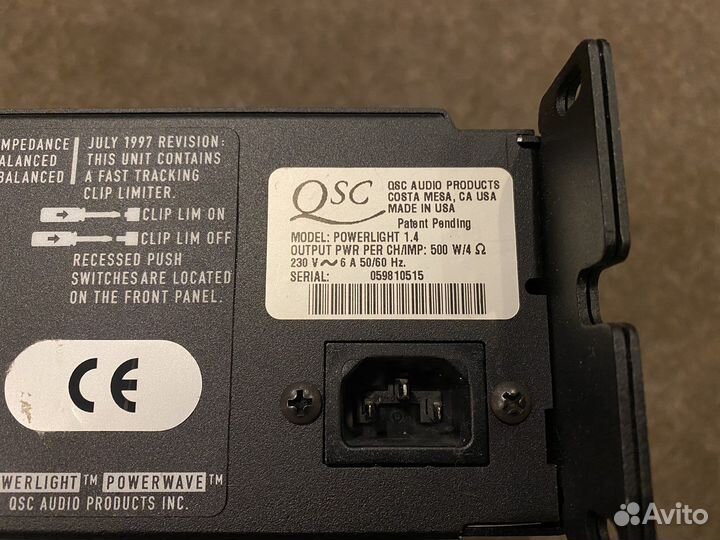 MPEDANCE
ALANCED
BALANCED
JULY 1997 REVISION:
THIS UNIT CONTAINS
A FAST TRACKING
CLIP LIMITER.
CLIP LIM ON
CLIP LIM OFF
RECESSED PUSH
SWITCHES ARE LOCATED
ON THE FRONT PANEL.
QSC
QSC AUDIO PRODUCTS
COSTA MESA, CA USA
MADE IN USA
Patent Pending
MODEL: POWERLIGHT 1.4
OUTPUT PWR PER CH/IMP: 500 W/4 Ω
230 V ~ 6 A 50/60 Hz.
SERIAL: 059810515
CE
WERLIGHT™ POWERWAVE™
QSC AUDIO PRODUCTS INC.
Avito